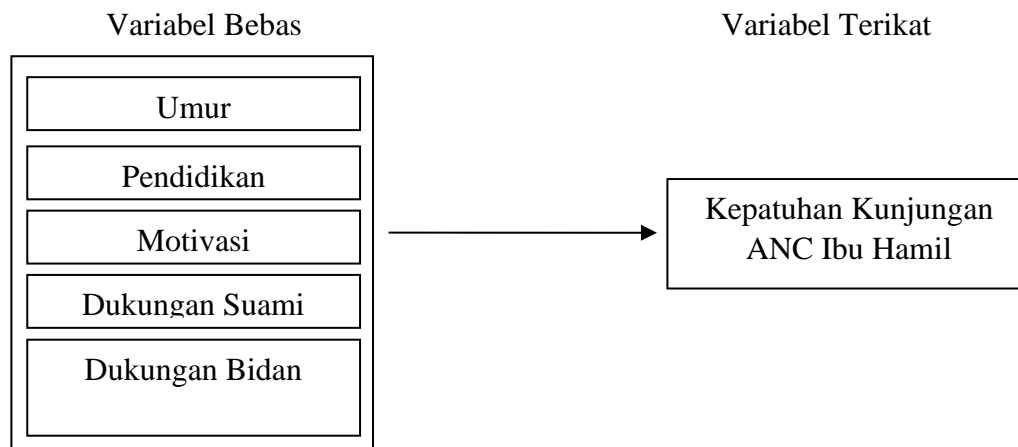 Variabel Bebas
Variabel Terikat
Umur
Pendidikan
Motivasi
Dukungan Suami
Dukungan Bidan
Kepatuhan Kunjungan
ANC Ibu Hamil